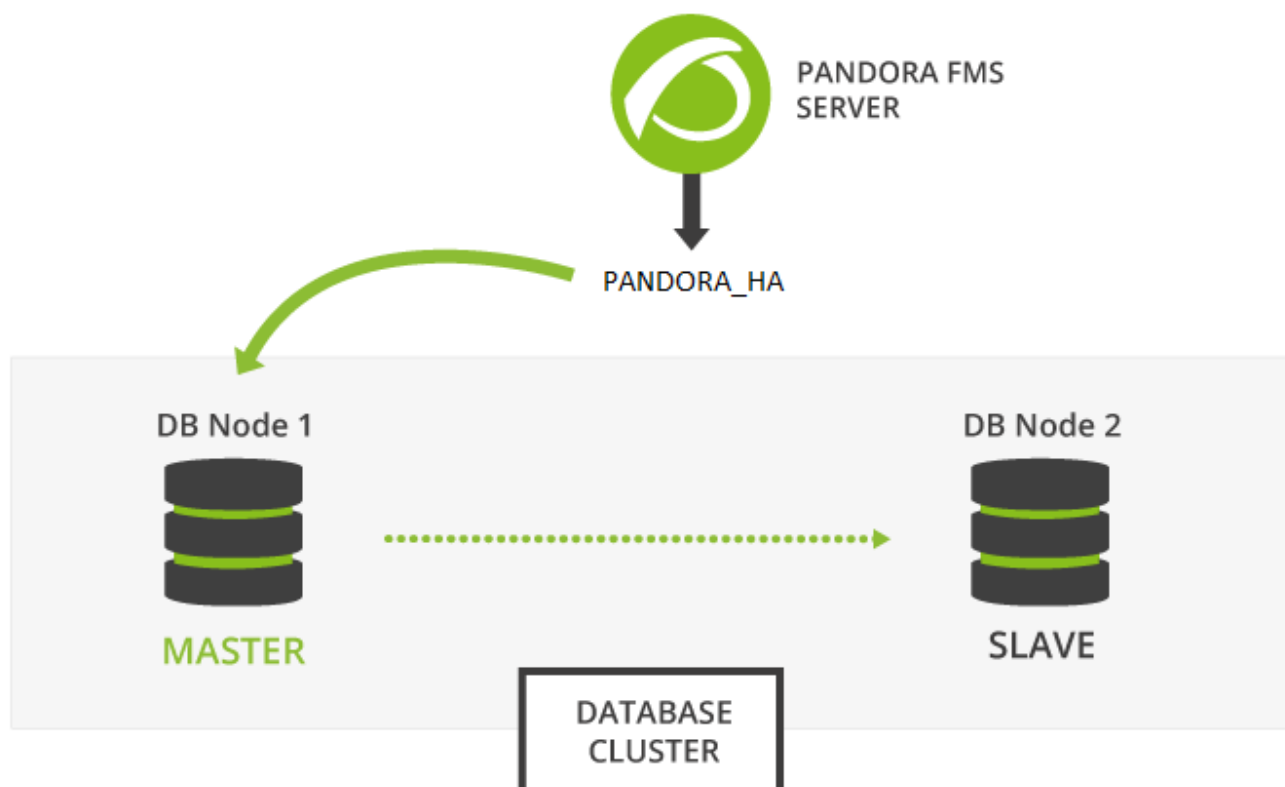 PANDORA FMS
SERVER
PANDORA_HA
DB Node 1
DB Node 2
MASTER
SLAVE
DATABASE
CLUSTER